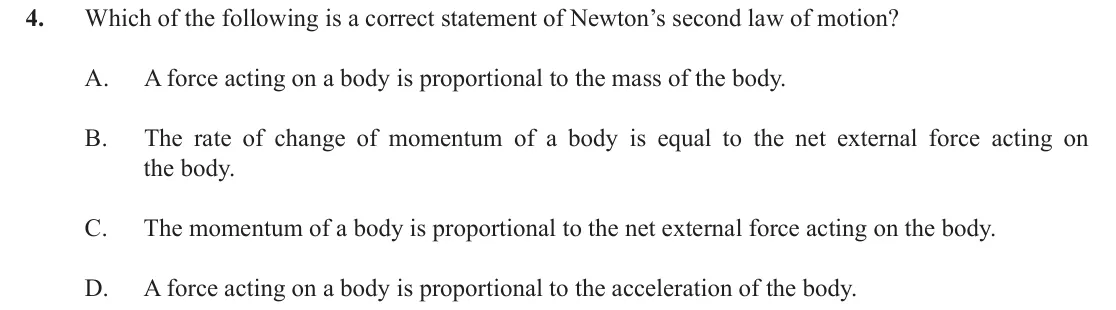 4. Which of the following is a correct statement of Newton’s second law of motion?
A. A force acting on a body is proportional to the mass of the body.
B. The rate of change of momentum of a body is equal to the net external force acting on
the body.
C. The momentum of a body is proportional to the net external force acting on the body.
D. A force acting on a body is proportional to the acceleration of the body.